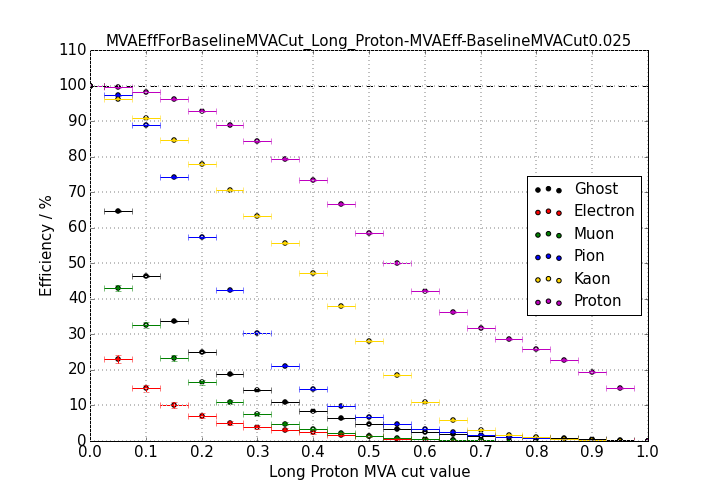 MVAEffForBaselineMVACut_Long_Proton-MVAEff-BaselineMVACut0.025
110
100
90
80
70
60
50
40
30
20
10
0
Efficiency / %
Ghost
Electron
Muon
Pion
Kaon
Proton
0.0 0.1 0.2 0.3 0.4 0.5 0.6 0.7 0.8 0.9 1.0
Long Proton MVA cut value